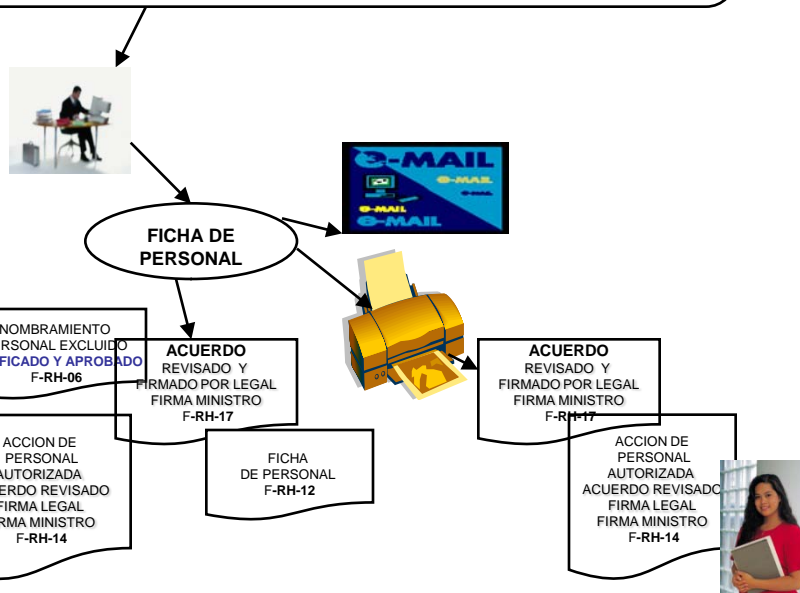 e-MAIL
e-MAIL
e-MAIL
e-MAIL
e-MAIL
FICHA DE
PERSONAL
NOMBRAMIENTO
RSONAL EXCLUIDO
FICADO Y APROBADO
F-RH-06
ACUERDO
REVISADO Y
FIRMADO POR LEGAL
FIRMA MINISTRO
F-RH-17
ACUERDO
REVISADO Y
FIRMADO POR LEGAL
FIRMA MINISTRO
F-RH-17
ACCION DE
PERSONAL
AUTORIZADA
ERDO REVISADO
FIRMA LEGAL
RMA MINISTRO
F-RH-14
FICHA
DE PERSONAL
F-RH-12
ACCION DE
PERSONAL
AUTORIZADA
ACUERDO REVISADO
FIRMA LEGAL
FIRMA MINISTRO
F-RH-14